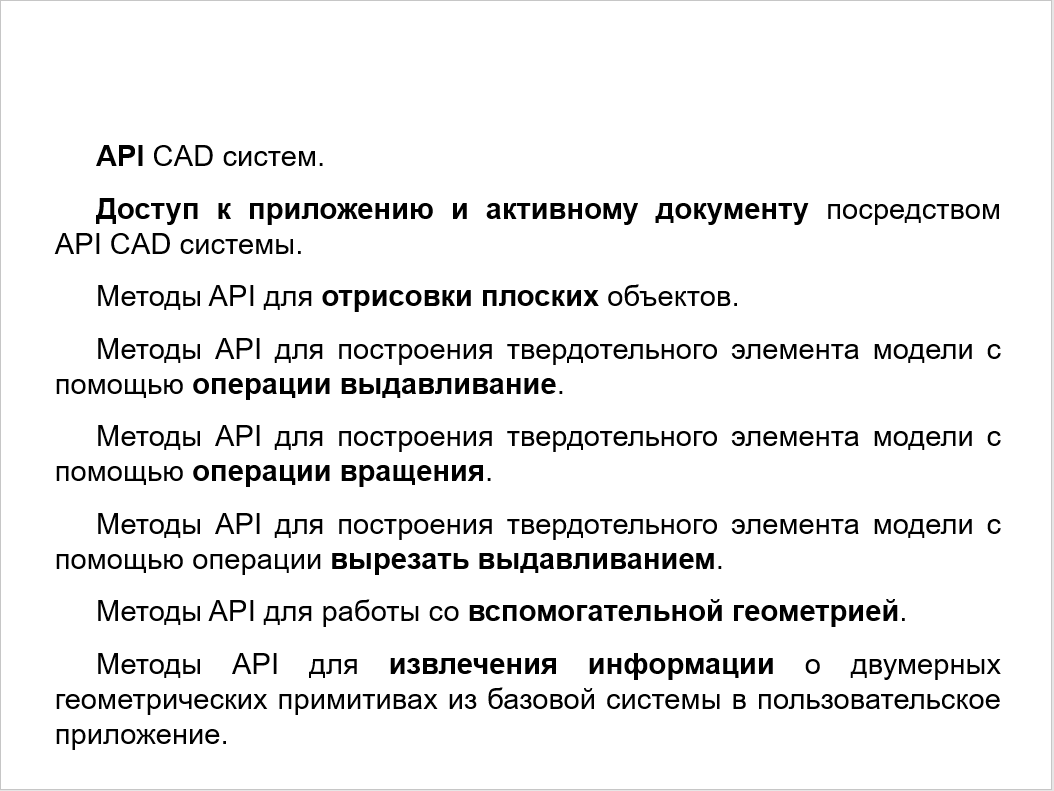 API CAD систем.
Доступ к приложению и активному документу посредством
API CAD системы.
Методы API для отрисовки плоских объектов.
Методы API для построения твердотельного элемента модели с
помощью операции выдавливание.
Методы API для построения твердотельного элемента модели с
помощью операции вращения.
Методы API для построения твердотельного элемента модели с
помощью операции вырезать выдавливанием.
Методы API для работы со вспомогательной геометрией.
Методы API для извлечения информации о двумерных
геометрических примитивах из базовой системы в пользовательское
приложение.